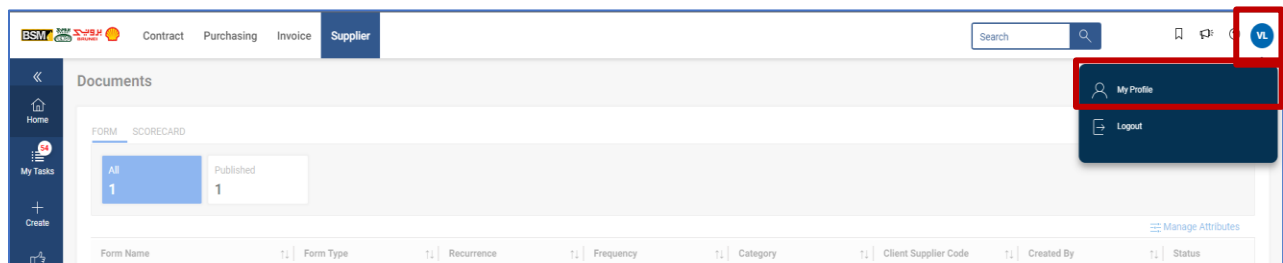 BSM BRUNEI Contract Purchasing Invoice Supplier Search VL
Documents
My Profile
Home
FORM SCORECARD
Logout
54
My Tasks
All Published
1 1
Create
Manage Attributes
Form Name Form Type Recurrence Frequency Category Client Supplier Code Created By Status